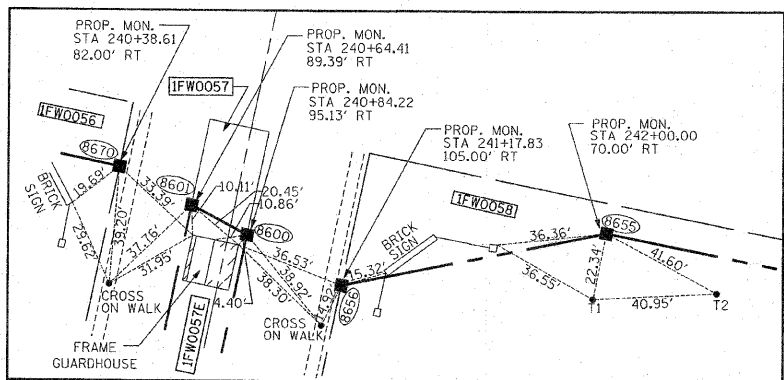 PROP. MON.
STA 240+38.61
82.00' RT
PROP. MON.
STA 240+64.41
89.39' RT
1FW0057
PROP. MON.
STA 240+84.22
95.13' RT
1FW0056
PROP. MON.
STA 241+17.83
105.00' RT
PROP. MON.
STA 242+00.00
70.00' RT
8670
8601
10.11'
20.45'
10.86'
1FW0058
8655
BRICK
SIGN
19.69'
33.39'
8600
BRICK
SIGN
36.36'
39.20'
37.76'
31.95'
29.62'
36.53'
38.92'
38.30'
15.32'
14.92'
8656
22.34'
41.60'
36.55'
40.95'
T1
T2
CROSS
ON WALK
4.40'
CROSS
ON WALK
FRAME
GUARDHOUSE
1FW0057E